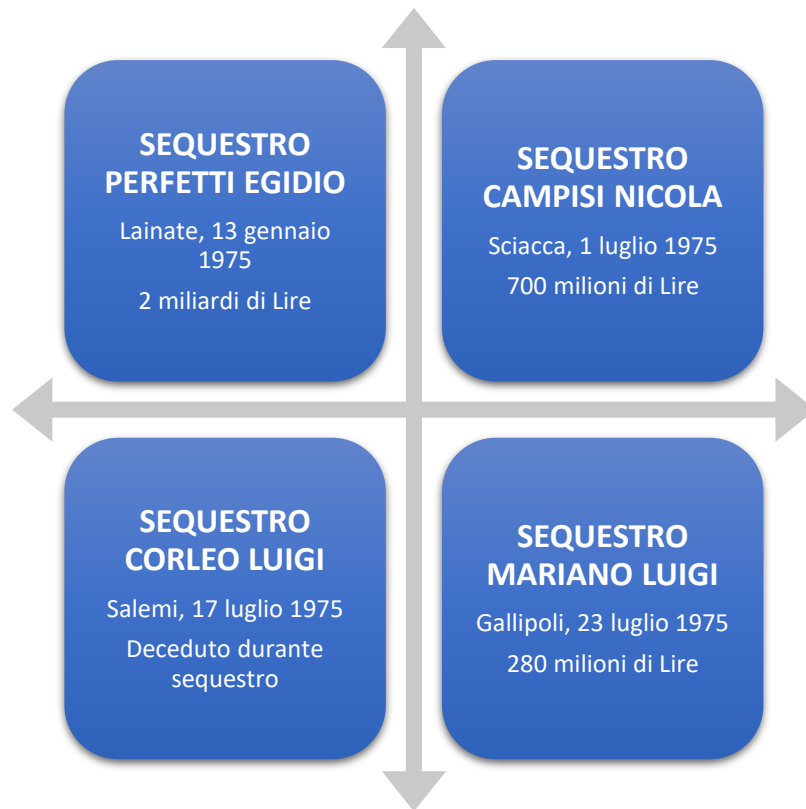 SEQUESTRO
PERFETTI EGIDIO
Lainate, 13 gennaio
1975
2 miliardi di Lire
SEQUESTRO
CAMPISI NICOLA
Sciacca, 1 luglio 1975
700 milioni di Lire
SEQUESTRO
CORLEO LUIGI
Salemi, 17 luglio 1975
Deceduto durante
sequestro
SEQUESTRO
MARIANO LUIGI
Gallipoli, 23 luglio 1975
280 milioni di Lire